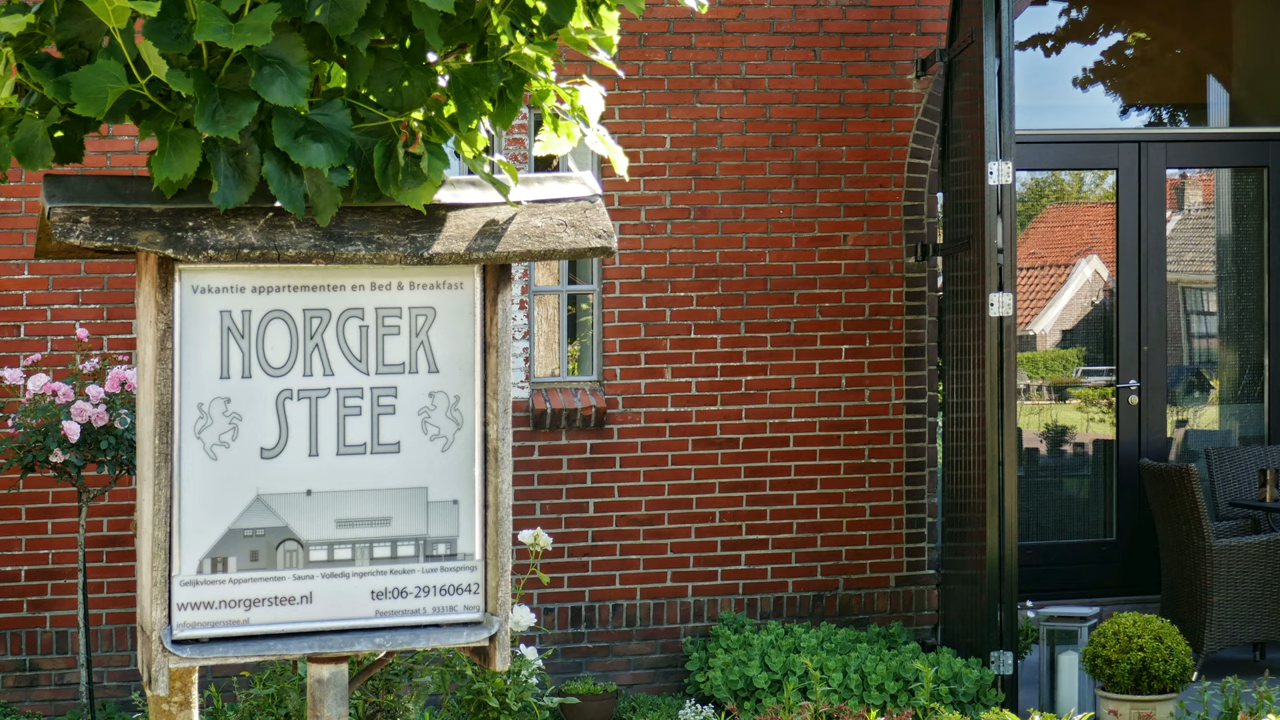 Vakantie appartementen en Bed & Breakfast
NORGER
STEE
Gelijkvloerse Appartementen - Sauna - Volledig ingerichte Keuken - Luxe Boxsprings
www.norgerstee.nl
tel:06-29160642
Peesterstraat 5 9331BC Norg
info@norgersstee.nl